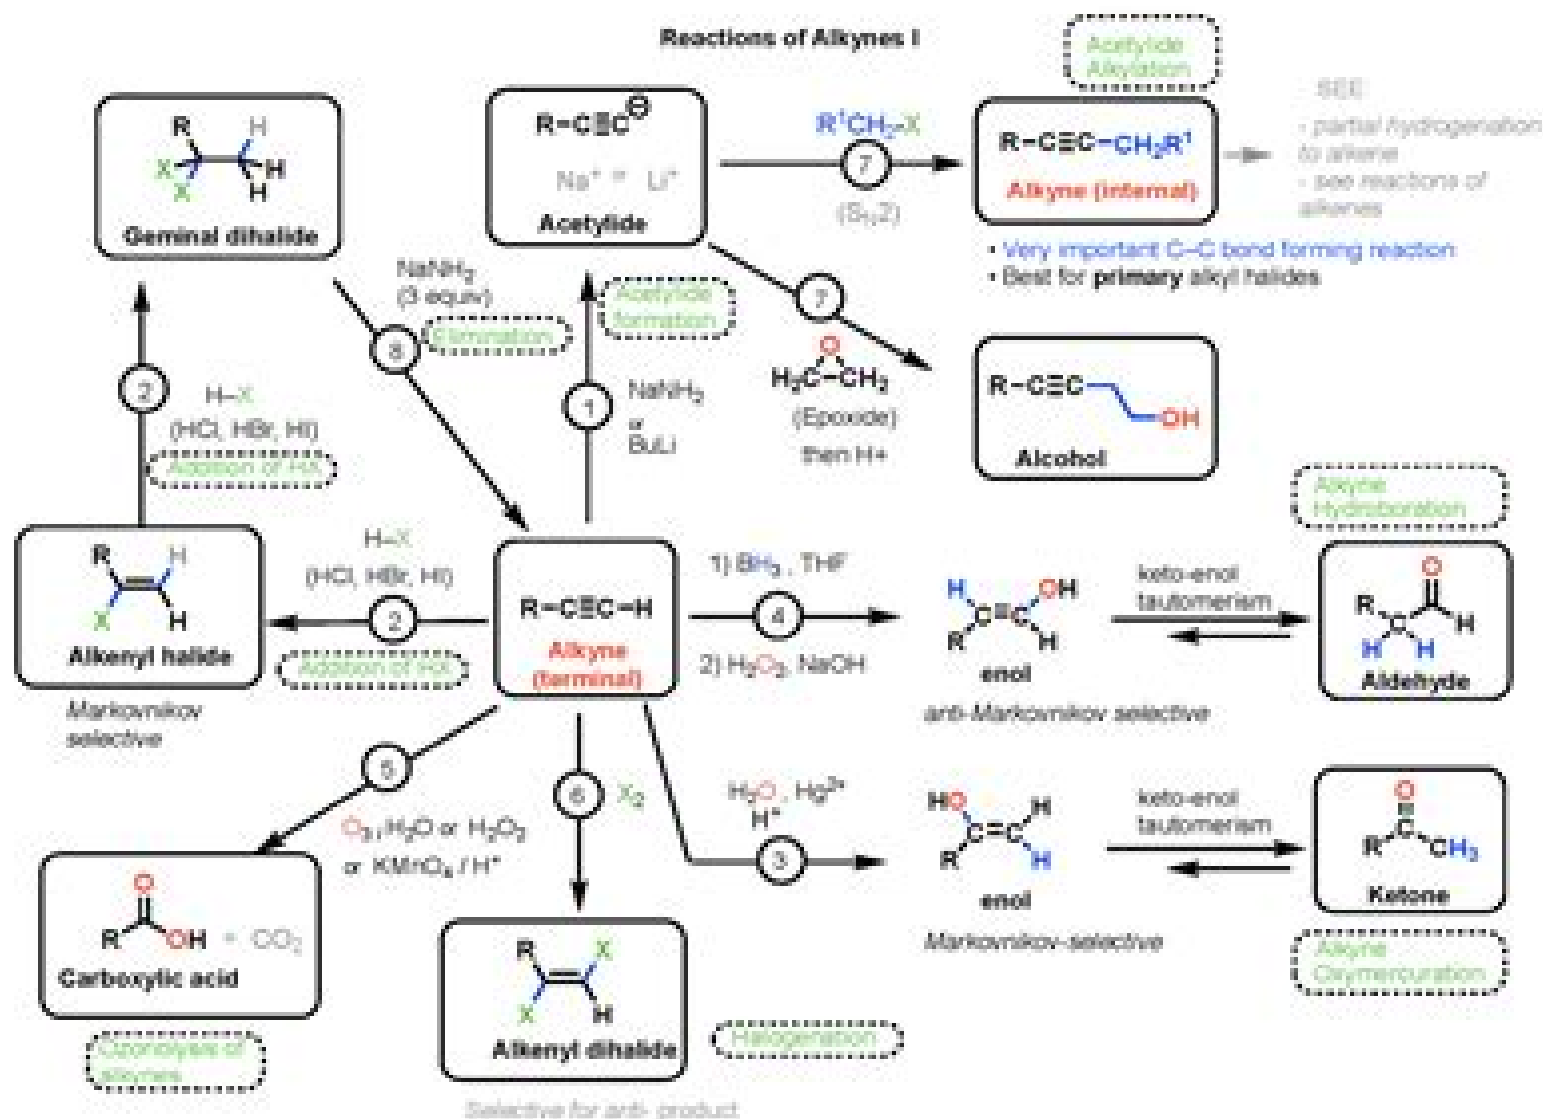 Reactions of Alkynes I
Acetylide
Alkylation
R
H
X
H
X
H
Geminal dihalide
R–C≡C⊖
Na⁺ Li⁺
Acetylide
R¹CH₂–X
7
(SN2)
R–C≡C–CH₂R¹
Alkyne (internal)
- SEE
- partial hydrogenation
to alkene
- see reactions of
alkenes
• Very important C–C bond forming reaction
• Best for primary alkyl halides
NaNH₂
(3 equiv)
Elimination
8
Acetylide
formation
7
O
H₂C–CH₂
(Epoxide)
then H+
R–C≡C
OH
Alcohol
2
H–X
(HCl, HBr, HI)
Addition of HX
1
NaNH₂
or
BuLi
Alkyne
Hydroboration
R
H
X
H
Alkenyl halide
Markovnikov
selective
H–X
(HCl, HBr, HI)
2
Addition of HX
R–C≡C–H
Alkyne
(terminal)
1) BH₃ , THF
4
2) H₂O₂, NaOH
H
OH
C=C
R
H
enol
anti-Markovnikov selective
keto-enol
tautomerism
O
R
C
H
H H
Aldehyde
5
O₃ , H₂O or H₂O₂
or KMnO₄ / H⁺
6
X₂
H₂O , Hg²⁺
H⁺
3
HO
H
C=C
R
H
enol
Markovnikov-selective
keto-enol
tautomerism
O
C
R
CH₃
Ketone
Alkyne
Oxymercuration
O
R
OH
CO₂
Carboxylic acid
Ozonolysis of
alkynes
R
X
X
H
Alkenyl dihalide
Halogenation
Selective for anti- product